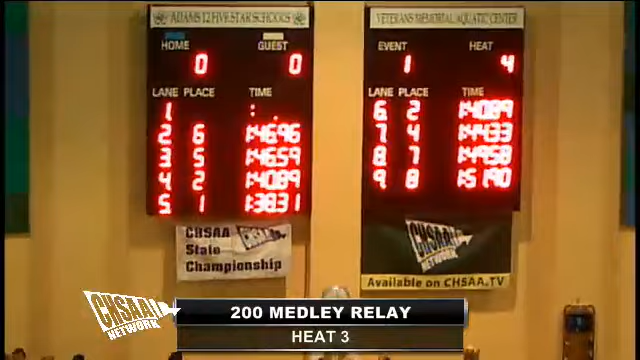 ADAMS 12 FIVE STAR SCHOOLS
HOME GUEST
0 0
LANE PLACE TIME
1. : .
2. 6 1:46.96
3. 5 1:46.59
4. 2 1:40.89
5. 1 1:38.31
VETERANS MEMORIAL AQUATIC CENTER
EVENT HEAT
1 4
LANE PLACE TIME
6. 2 1:40.89
7. 4 1:44.33
8. 7 1:49.58
9. 8 1:51.90
CHSAA
State
Championship
CHSAA
NETWORK
Available on CHSAA.TV
CHSAA
NETWORK
200 MEDLEY RELAY
HEAT 3